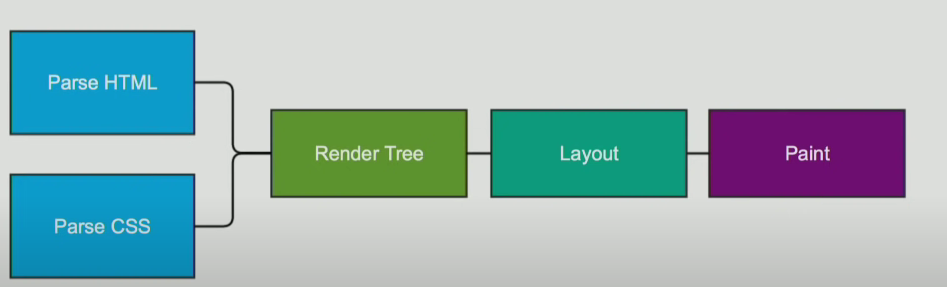 Parse HTML
Parse CSS
Render Tree
Layout
Paint